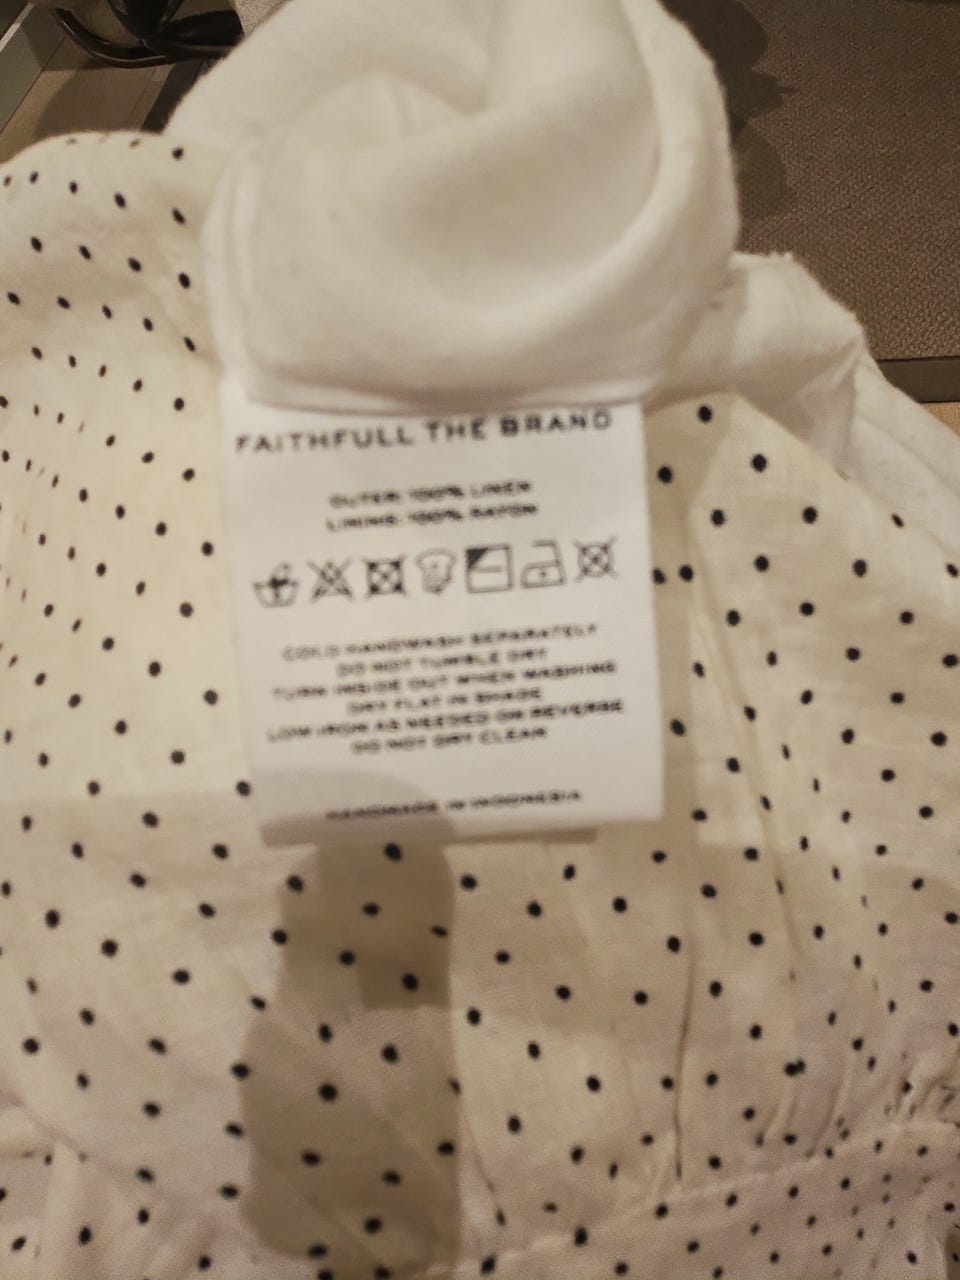 FAITHFULL THE BRAND
OUTER: 100% LINEN
LINING: 100% RAYON
COLD HANDWASH SEPARATELY
DO NOT TUMBLE DRY
TURN INSIDE OUT WHEN WASHING
DRY FLAT IN SHADE
LOW IRON AS NEEDED ON REVERSE
DO NOT DRY CLEAN
HANDMADE IN INDONESIA